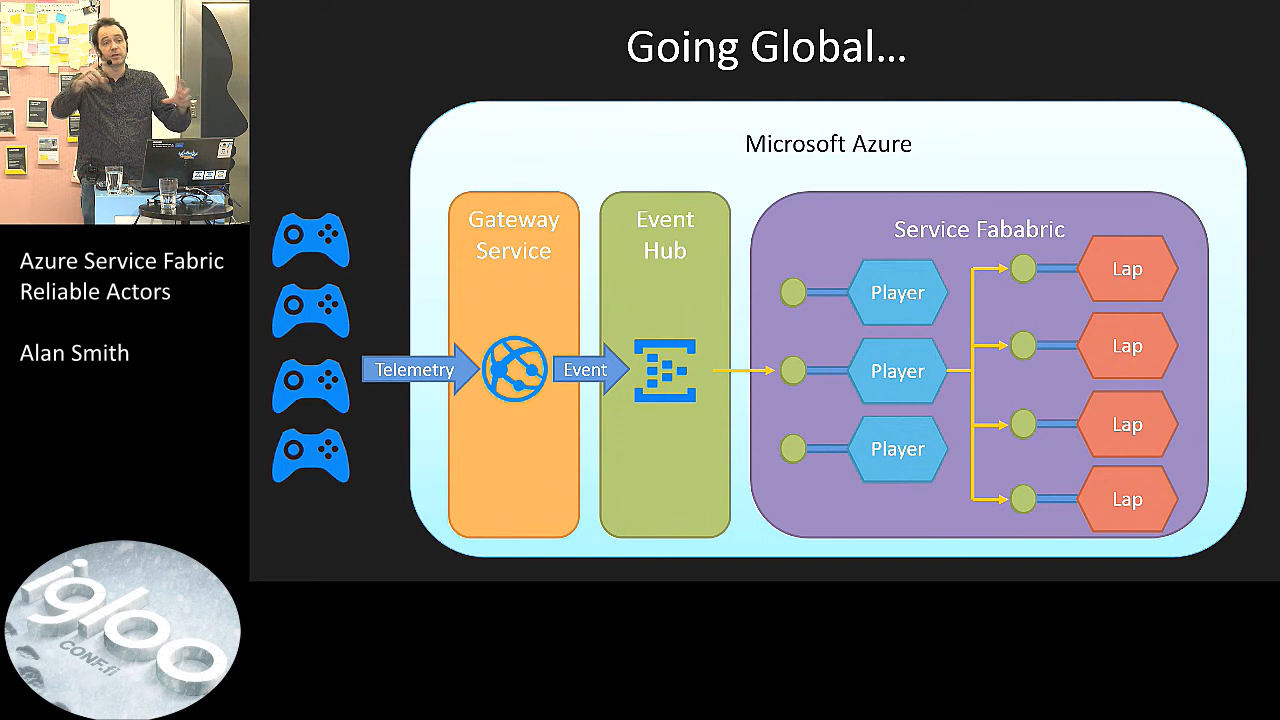 Going Global...
Microsoft Azure
Gateway
Service
Event
Hub
Service Fababric
Telemetry
Event
Player
Player
Player
Lap
Lap
Lap
Lap
Azure Service Fabric
Reliable Actors
Alan Smith
igloo
CONF.fi